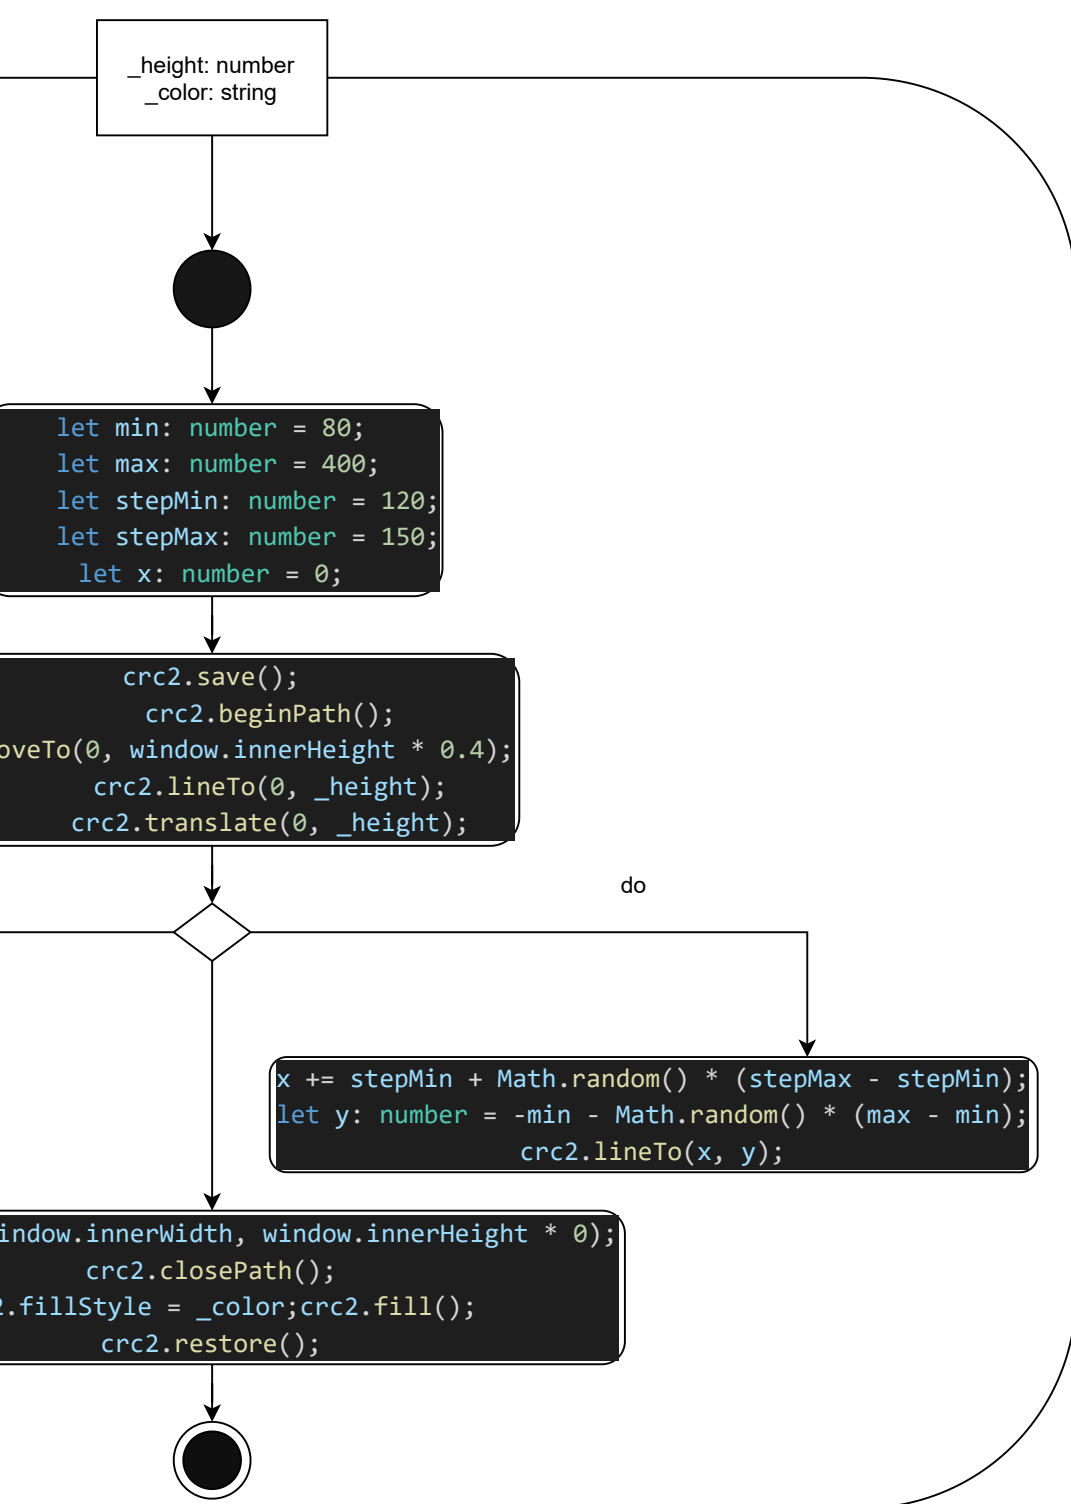 _height: number
_color: string
let min: number = 80;
let max: number = 400;
let stepMin: number = 120;
let stepMax: number = 150;
let x: number = 0;
crc2.save();
crc2.beginPath();
oveTo(0, window.innerHeight * 0.4);
crc2.lineTo(0, _height);
crc2.translate(0, _height);
do
x += stepMin + Math.random() * (stepMax - stepMin);
let y: number = -min - Math.random() * (max - min);
crc2.lineTo(x, y);
indow.innerWidth, window.innerHeight * 0);
crc2.closePath();
2.fillStyle = _color;crc2.fill();
crc2.restore();